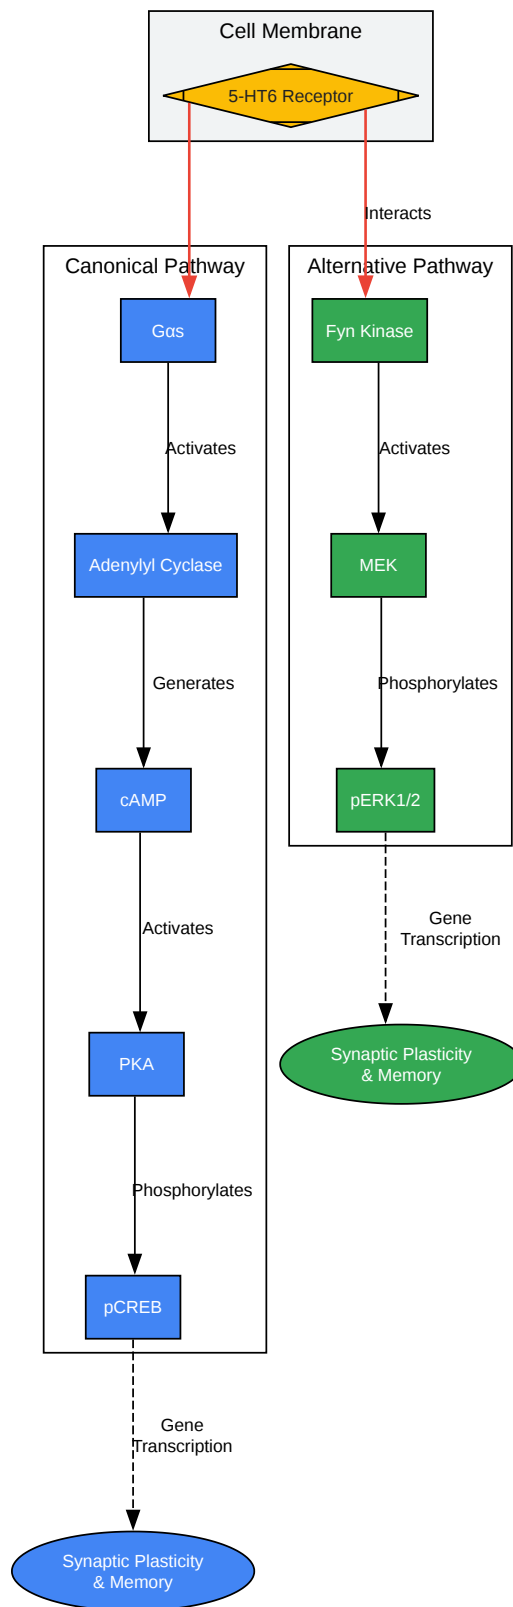 Cell Membrane
5-HT6 Receptor
Interacts
Canonical Pathway
Gαs
Activates
Adenylyl Cyclase
Generates
cAMP
Activates
PKA
Phosphorylates
pCREB
Gene
Transcription
Synaptic Plasticity
& Memory
Alternative Pathway
Fyn Kinase
Activates
MEK
Phosphorylates
pERK1/2
Gene
Transcription
Synaptic Plasticity
& Memory